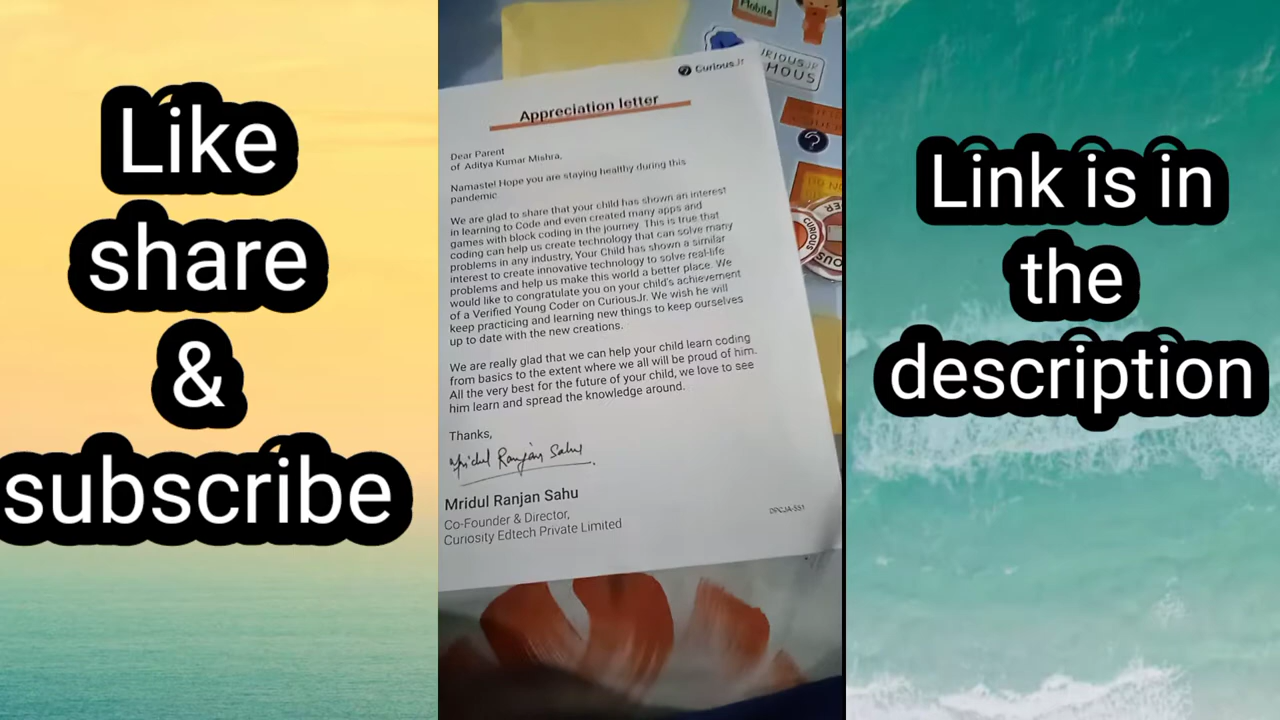 Like
share
&
subscribe
Mobile
CURIOUSJR
CuriousJr
Appreciation letter
Dear Parent
of Aditya Kumar Mishra,
Namaste! Hope you are staying healthy during this
pandemic
We are glad to share that your child has shown an interest
in learning to Code and even created many apps and
games with block coding in the journey. This is true that
coding can help us create technology that can solve many
problems in any industry, Your Child has shown a similar
interest to create innovative technology to solve real-life
problems and help us make this world a better place. We
would like to congratulate you on your child's achievement
of a Verified Young Coder on CuriousJr. We wish he will
keep practicing and learning new things to keep ourselves
up to date with the new creations.
We are really glad that we can help your child learn coding
from basics to the extent where we all will be proud of him.
All the very best for the future of your child, we love to see
him learn and spread the knowledge around.
Thanks,
Mridul Ranjan Sahu
Mridul Ranjan Sahu
Co-Founder & Director,
Curiosity Edtech Private Limited
OPCJA-551
CURIOUS
Link is in
the
description